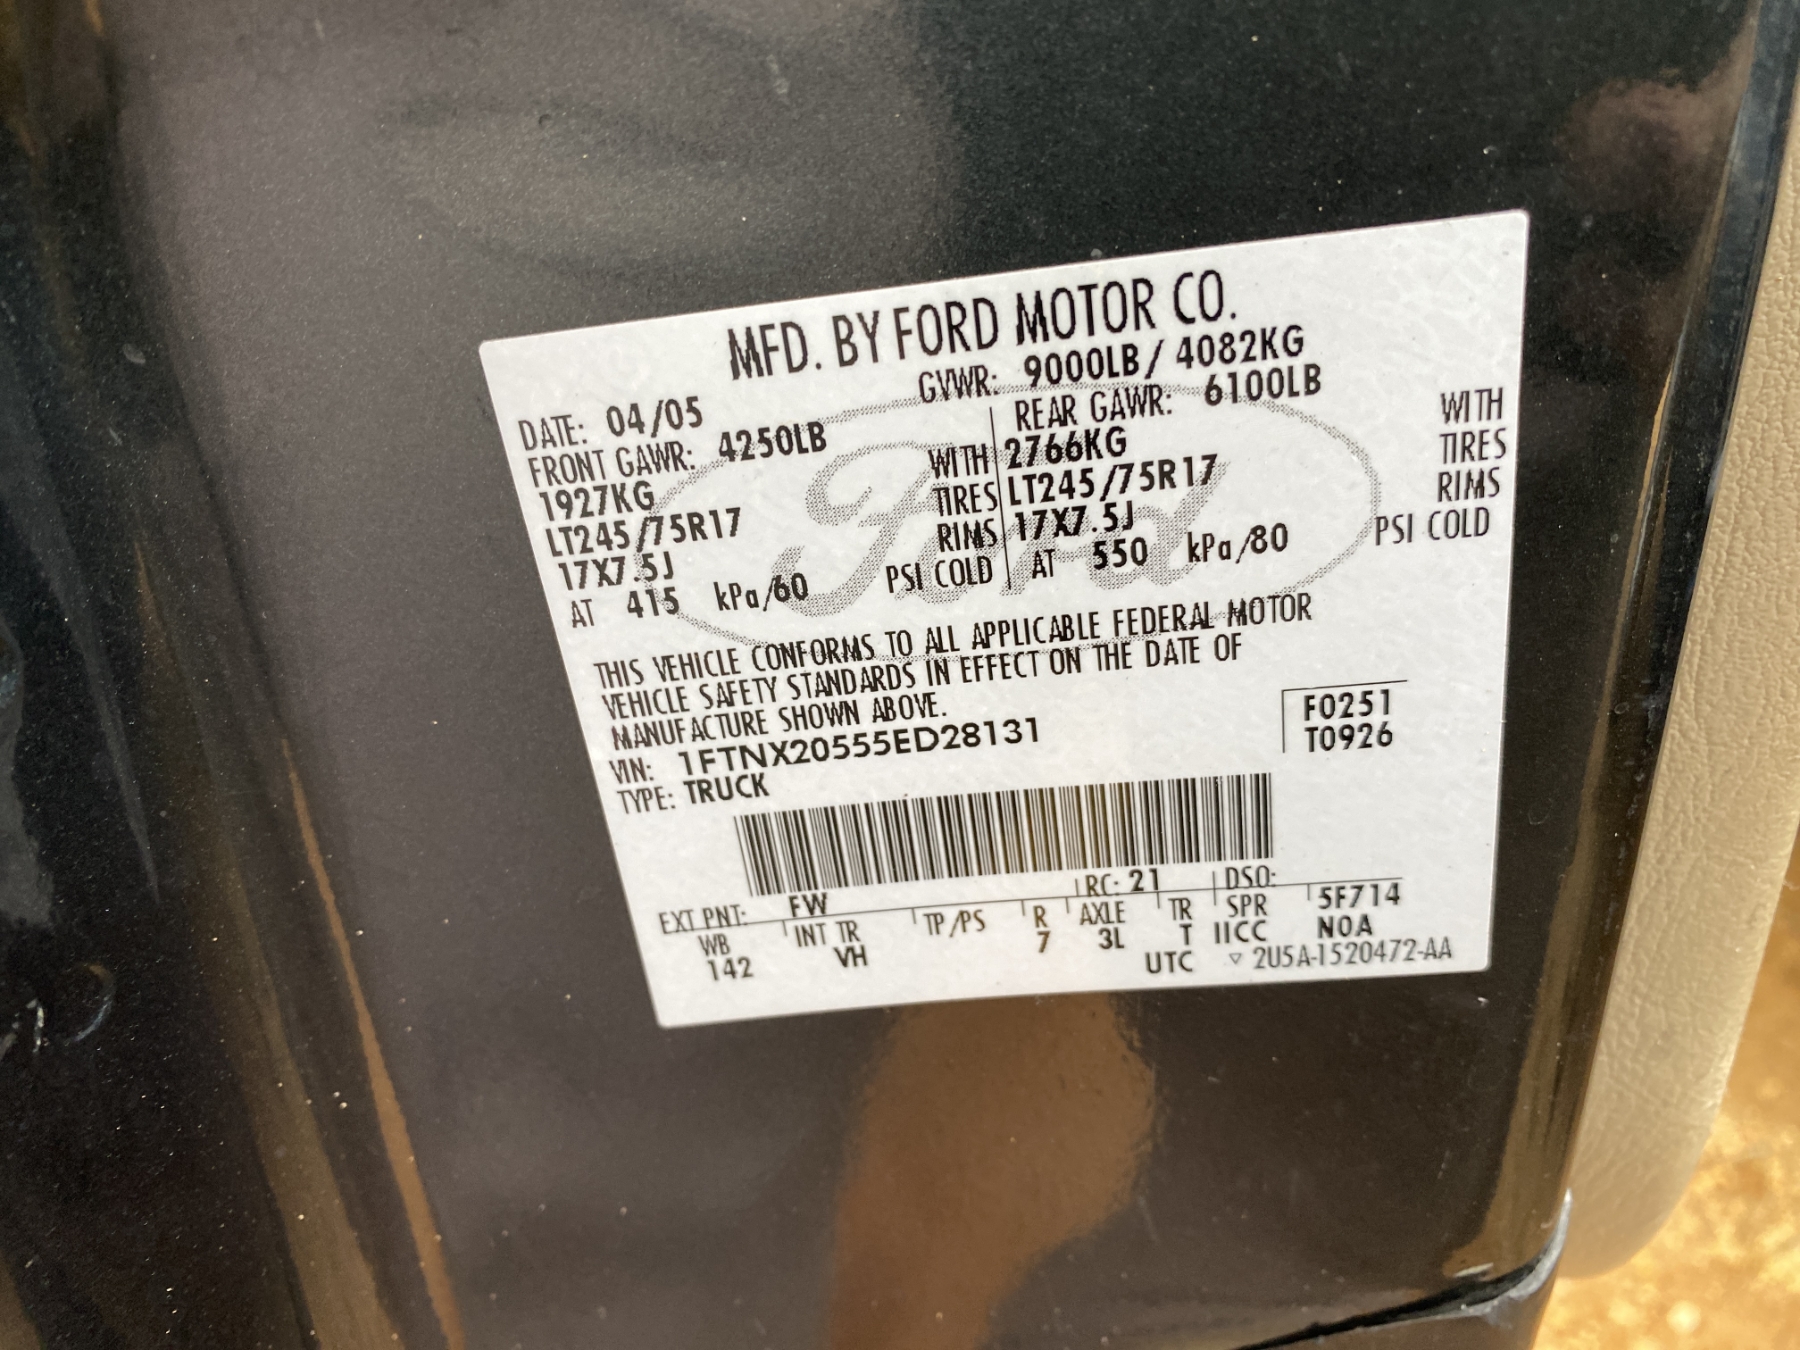 MFD. BY FORD MOTOR CO.
DATE: 04/05 GVWR: 9000LB / 4082KG
FRONT GAWR: 4250LB REAR GAWR: 6100LB
1927KG WITH 2766KG WITH
LT245/75R17 TIRES LT245/75R17 TIRES
17X7.5J RIMS 17X7.5J RIMS
AT 415 kPa/60 PSI COLD AT 550 kPa/80 PSI COLD
THIS VEHICLE CONFORMS TO ALL APPLICABLE FEDERAL MOTOR
VEHICLE SAFETY STANDARDS IN EFFECT ON THE DATE OF
MANUFACTURE SHOWN ABOVE.
VIN: 1FTNX20555ED28131 F0251
TYPE: TRUCK T0926
EXT PNT: FW RC: 21 DSO:
WB INT TR TP/PS R AXLE TR SPR 5F714
142 VH 7 3L T IICC N0A
UTC ▽ 2U5A-1520472-AA
Ford